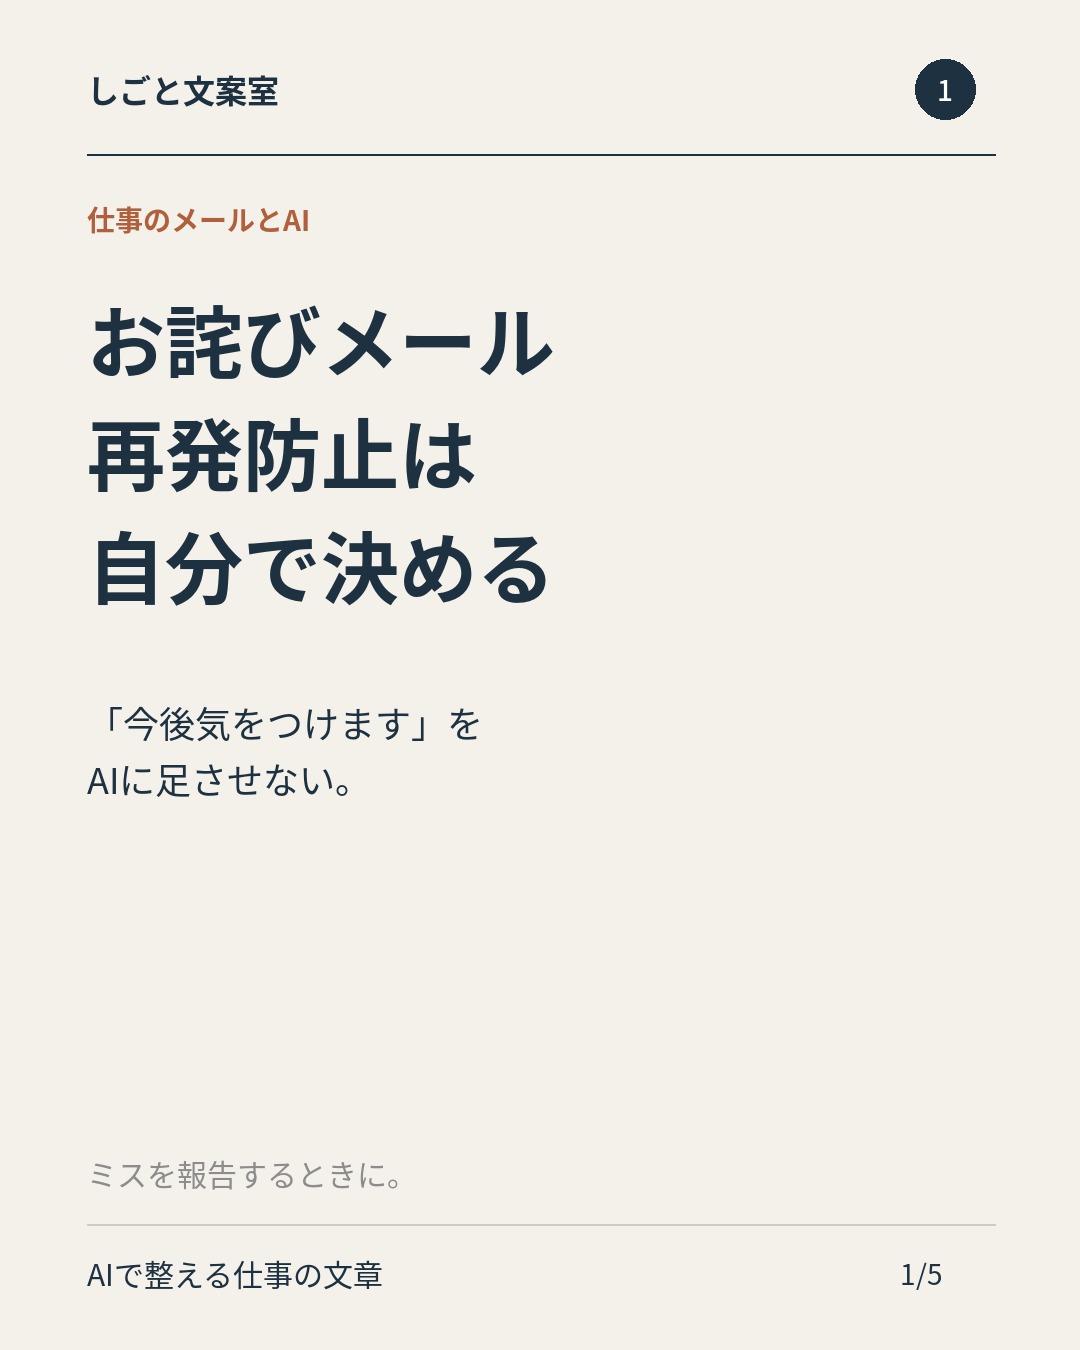 しごと文案室
1
仕事のメールとAI
お詫びメール
再発防止は
自分で決める
「今後気をつけます」を
AIに足させない。
ミスを報告するときに。
AIで整える仕事の文章
1/5